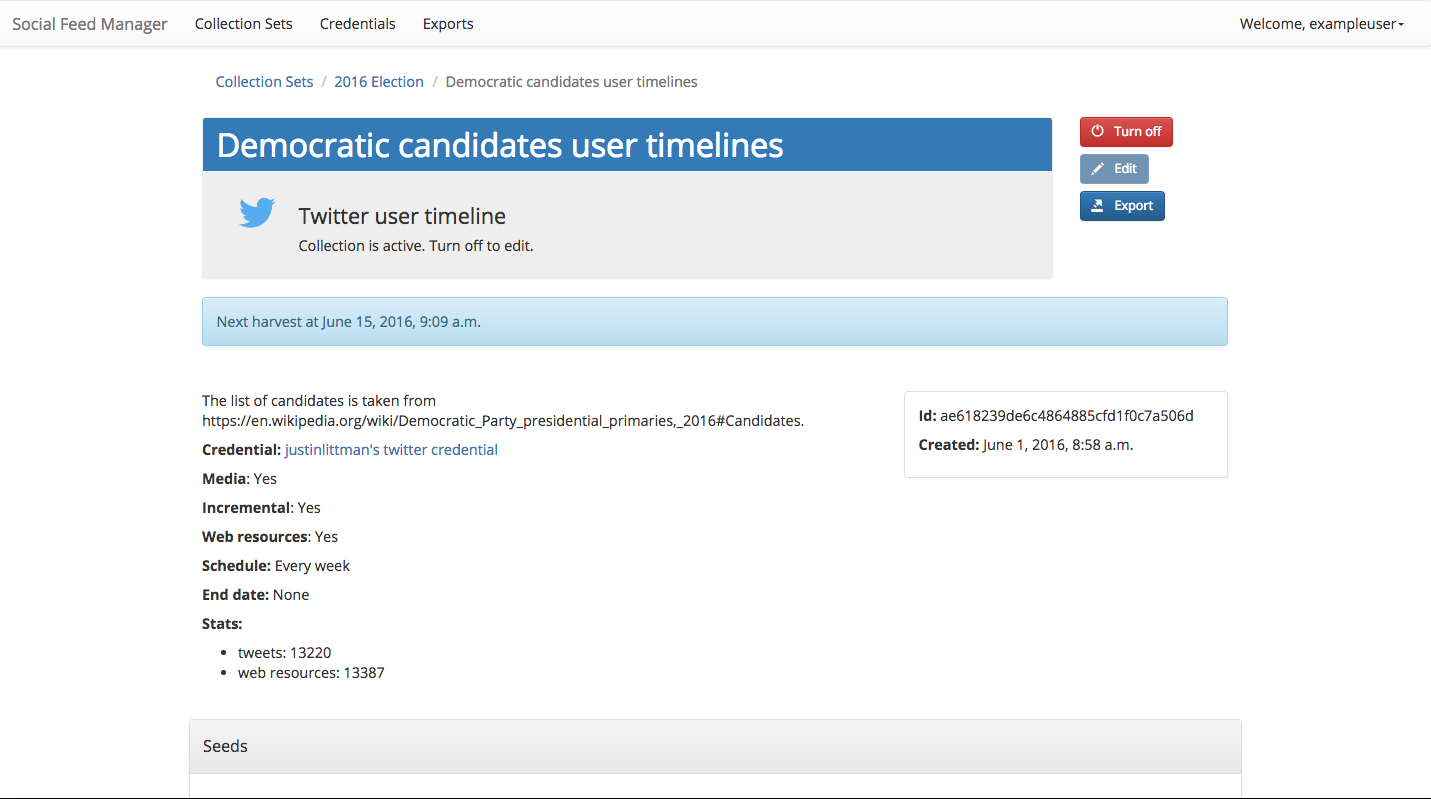 Social Feed Manager Collection Sets Credentials Exports Welcome, exampleuser
Collection Sets / 2016 Election / Democratic candidates user timelines
Democratic candidates user timelines
Turn off
Edit
Export
Twitter user timeline
Collection is active. Turn off to edit.
Next harvest at June 15, 2016, 9:09 a.m.
The list of candidates is taken from
https://en.wikipedia.org/wiki/Democratic_Party_presidential_primaries,_2016#Candidates.
Credential: justinlittman's twitter credential
Media: Yes
Incremental: Yes
Web resources: Yes
Schedule: Every week
End date: None
Stats:
• tweets: 13220
• web resources: 13387
Id: ae618239de6c4864885cfd1f0c7a506d
Created: June 1, 2016, 8:58 a.m.
Seeds